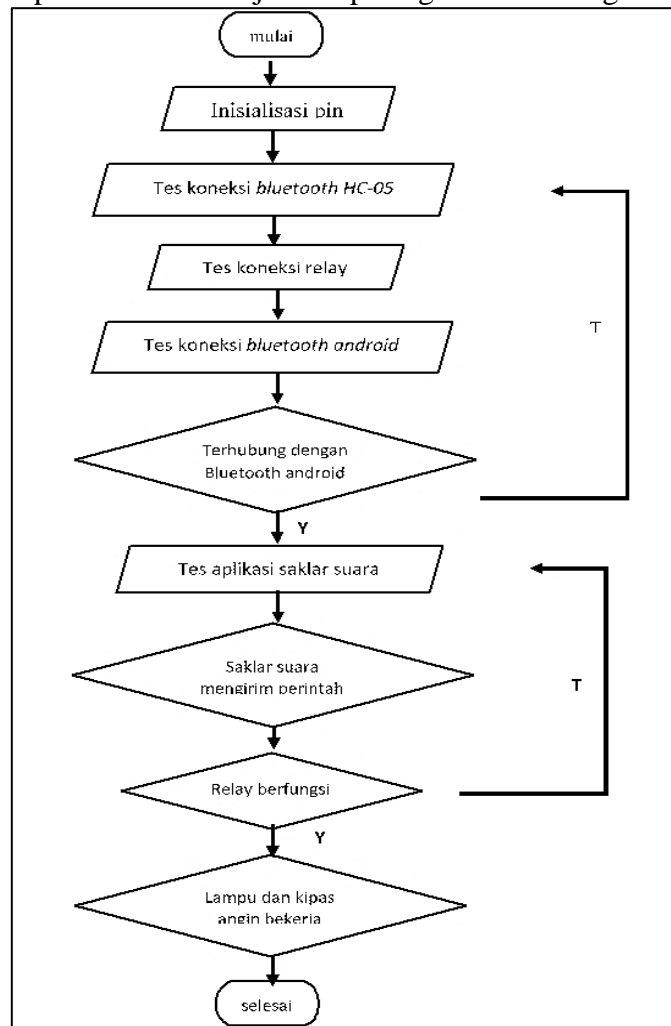 mulai
Inisialisasi pin
Tes koneksi bluetooth HC-05
Tes koneksi relay
T
Tes koneksi bluetooth android
Terhubung dengan
Bluetooth android
Y
Tes aplikasi saklar suara
Saklar suara
mengirim perintah
T
Relay berfungsi
Y
Lampu dan kipas
angin bekerja
selesai